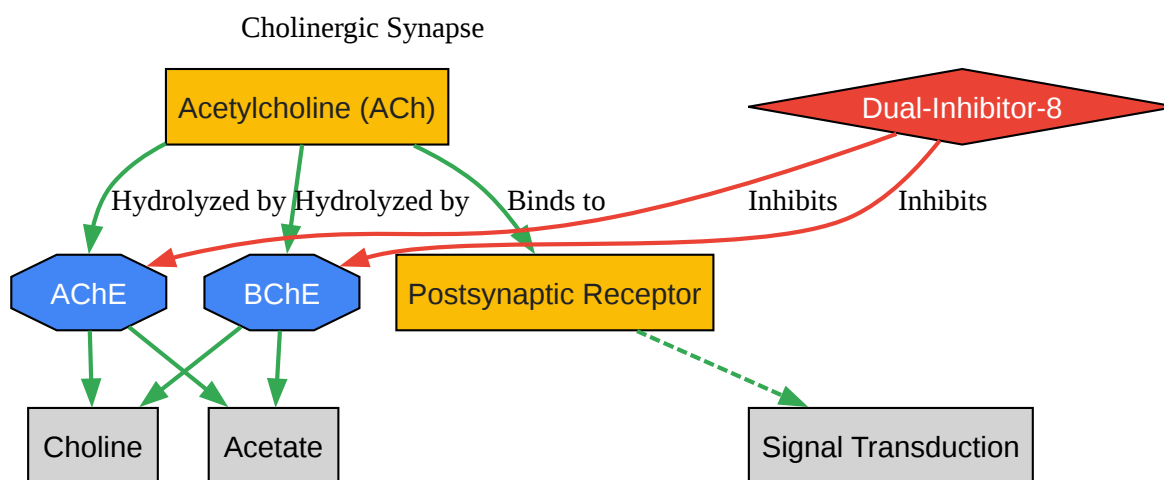 Cholinergic Synapse
Acetylcholine (ACh)
Dual-Inhibitor-8
Hydrolyzed by
Hydrolyzed by
Binds to
Inhibits
Inhibits
AChE
BChE
Postsynaptic Receptor
Choline
Acetate
Signal Transduction